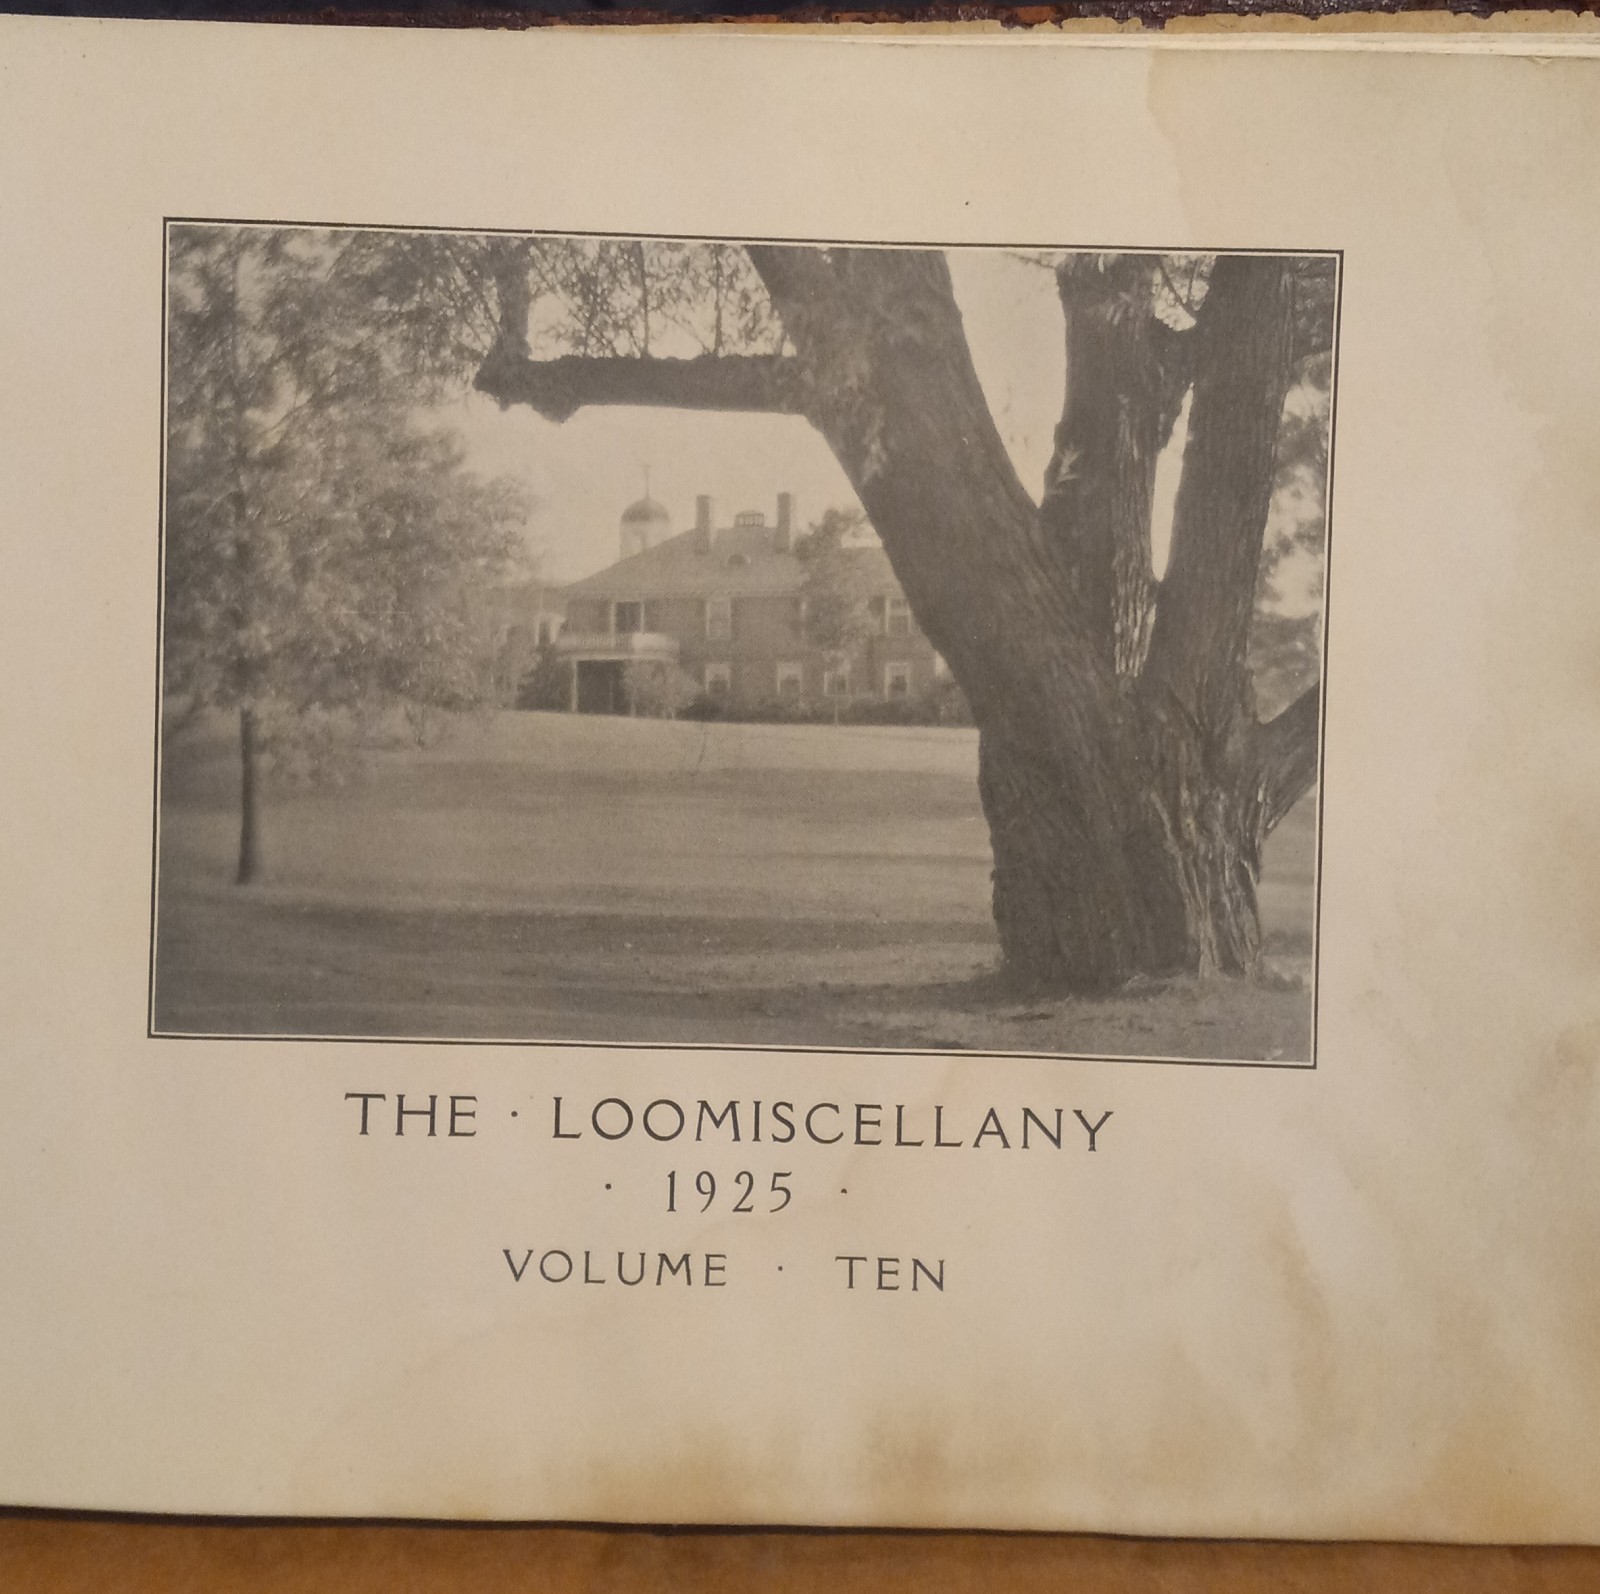 THE · LOOMISCELLANY
· 1925 ·
VOLUME · TEN